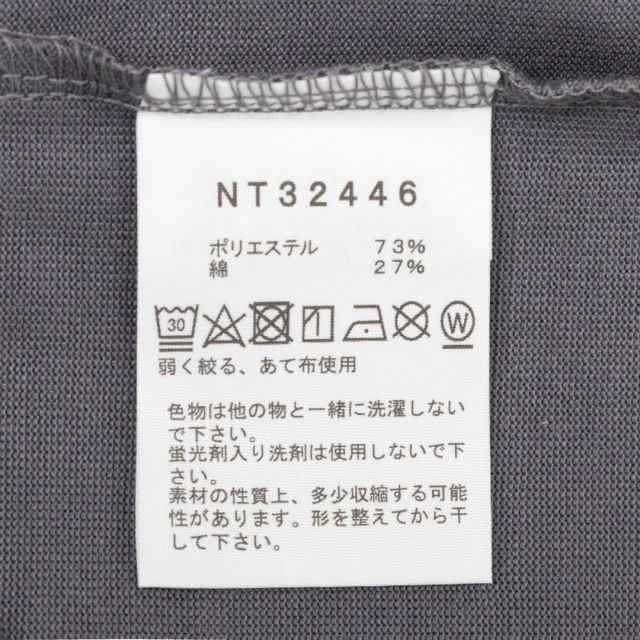 NT32446
ポリエステル 73%
綿 27%
30 W
弱く絞る、あて布使用
色物は他の物と一緒に洗濯しない
で下さい。
蛍光剤入り洗剤は使用しないで下
さい。
素材の性質上、多少収縮する可能
性があります。形を整えてから干
して下さい。